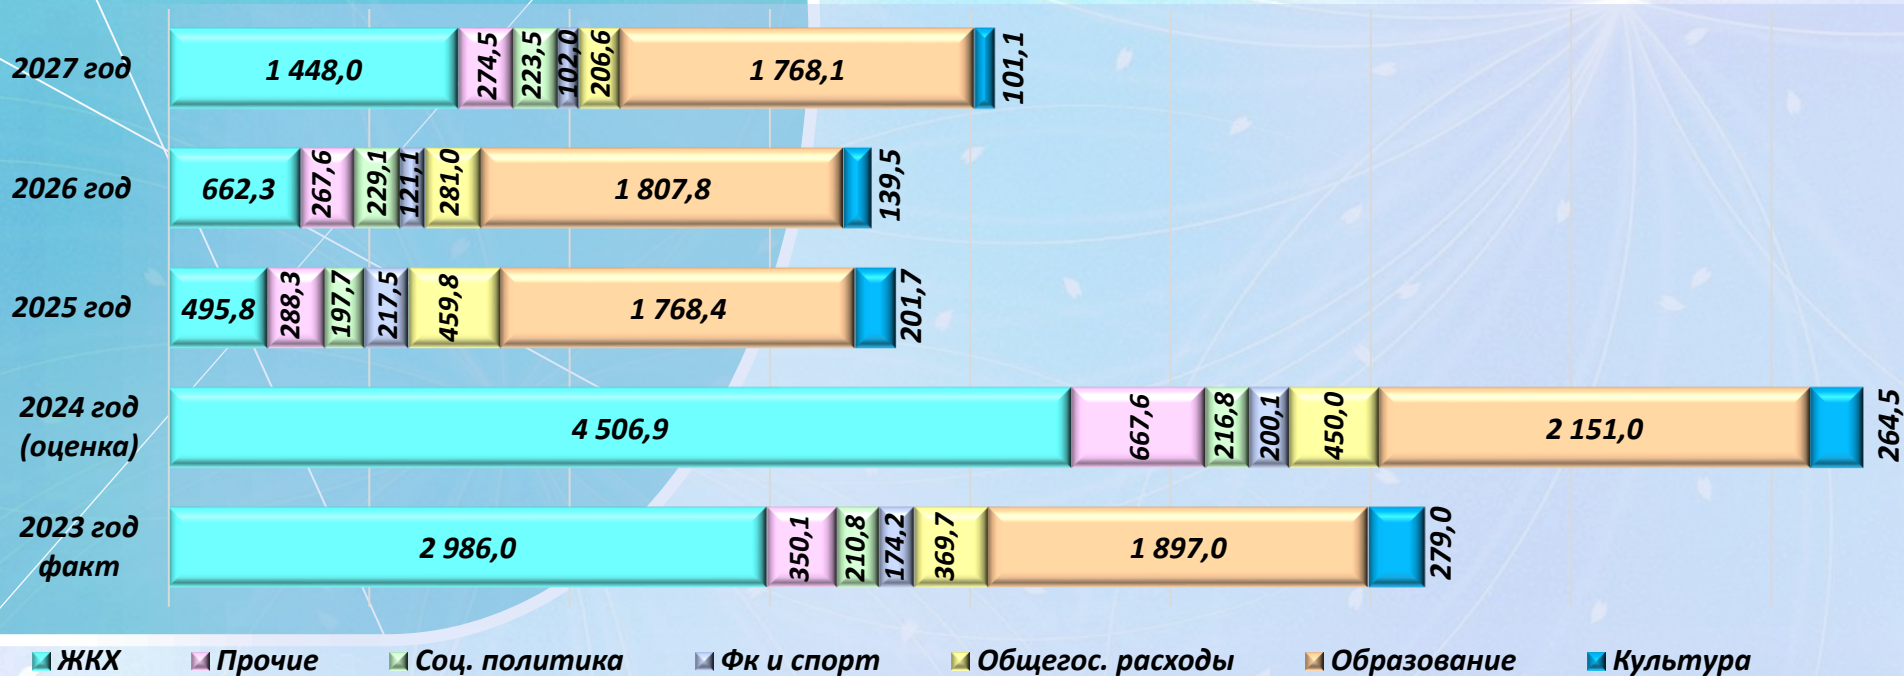 2027 год
1 448,0 274,5 223,5 102,0 206,6 1 768,1 101,1
2026 год
662,3 267,6 229,1 121,1 281,0 1 807,8 139,5
2025 год
495,8 288,3 197,7 217,5 459,8 1 768,4 201,7
2024 год
(оценка)
4 506,9 667,6 216,8 200,1 450,0 2 151,0 264,5
2023 год
факт
2 986,0 350,1 210,8 174,2 369,7 1 897,0 279,0
ЖКХ Прочие Соц. политика Фк и спорт Общегос. расходы Образование Культура